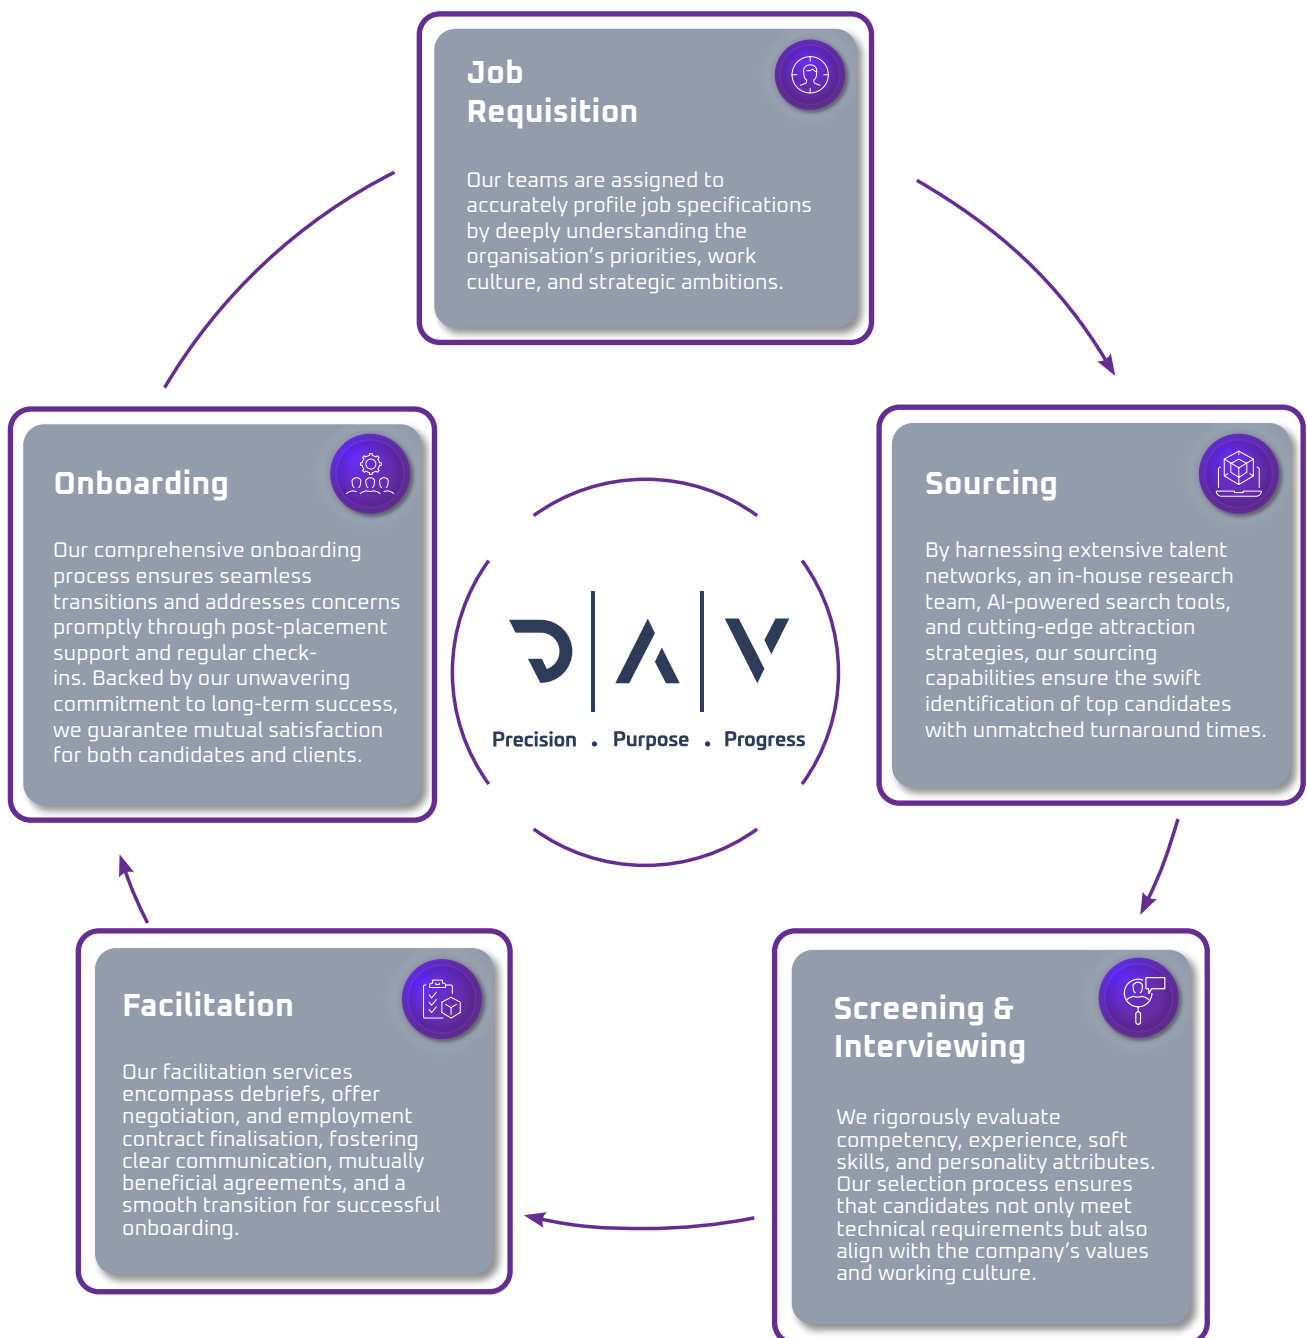 Job
Requisition
Our teams are assigned to
accurately profile job specifications
by deeply understanding the
organisation's priorities, work
culture, and strategic ambitions.
Onboarding
Our comprehensive onboarding
process ensures seamless
transitions and addresses concerns
promptly through post-placement
support and regular check-
ins. Backed by our unwavering
commitment to long-term success,
we guarantee mutual satisfaction
for both candidates and clients.
Sourcing
By harnessing extensive talent
networks, an in-house research
team, AI-powered search tools,
and cutting-edge attraction
strategies, our sourcing
capabilities ensure the swift
identification of top candidates
with unmatched turnaround times.
D|A|V
Precision . Purpose . Progress
Facilitation
Our facilitation services
encompass debriefs, offer
negotiation, and employment
contract finalisation, fostering
clear communication, mutually
beneficial agreements, and a
smooth transition for successful
onboarding.
Screening &
Interviewing
We rigorously evaluate
competency, experience, soft
skills, and personality attributes.
Our selection process ensures
that candidates not only meet
technical requirements but also
align with the company's values
and working culture.